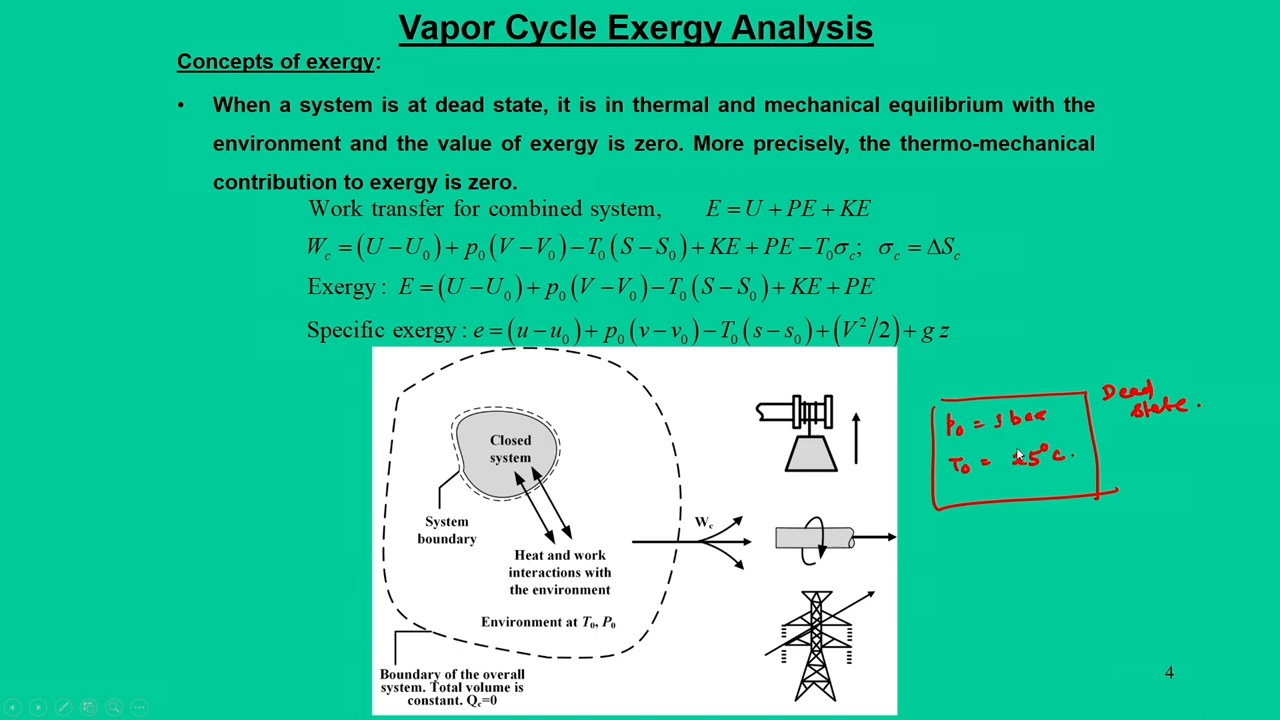 Vapor Cycle Exergy Analysis
Concepts of exergy:
• When a system is at dead state, it is in thermal and mechanical equilibrium with the
environment and the value of exergy is zero. More precisely, the thermo-mechanical
contribution to exergy is zero.
Work transfer for combined system, E = U + PE + KE
W_c = (U − U_0) + p_0(V − V_0) − T_0(S − S_0) + KE + PE − T_0σ_c; σ_c = ΔS_c
Exergy : E = (U − U_0) + p_0(V − V_0) − T_0(S − S_0) + KE + PE
Specific exergy : e = (u − u_0) + p_0(v − v_0) − T_0(s − s_0) + (V²/2) + g z
Closed
system
System
boundary
Heat and work
interactions with
the environment
Environment at T₀, P₀
Boundary of the overall
system. Total volume is
constant. Q_c=0
W_c
Dead
state.
p_0 = 1 bar
T_0 = 25°C.
4